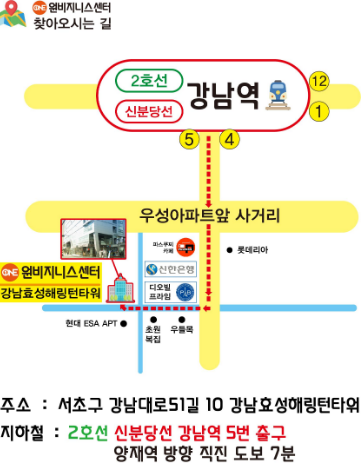 ONE 원비지니스센터
찾아오시는 길
2호선
신분당선
강남역
12
1
5
4
우성아파트앞 사거리
파스쿠찌
카페
롯데리아
신한은행
디오빌
프라임
ONE 원비지니스센터
강남효성해링턴타워
현대 ESA APT
초원
복집
우들목
주소 : 서초구 강남대로51길 10 강남효성해링턴타워
지하철 : 2호선 신분당선 강남역 5번 출구
양재역 방향 직진 도보 7분